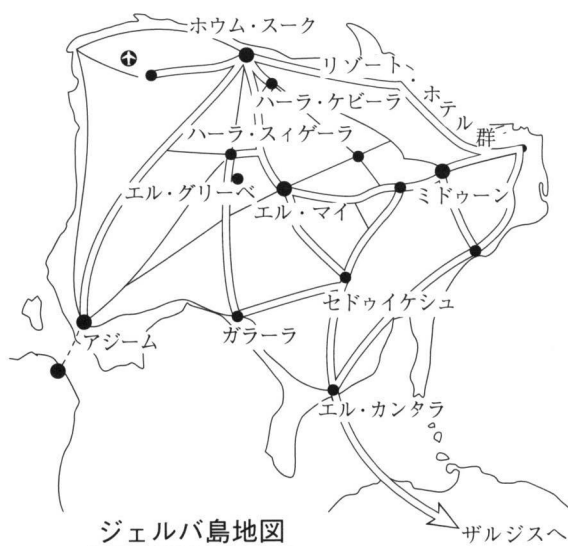 ホウム・スーク
リゾート・ホテル群
ハーラ・ケビーラ
ハーラ・スィゲーラ
エル・グリーベ
エル・マイ
ミドゥーン
セドゥイケシュ
アジーム
ガラーラ
エル・カンタラ
ジェルバ島地図
ザルジスへ